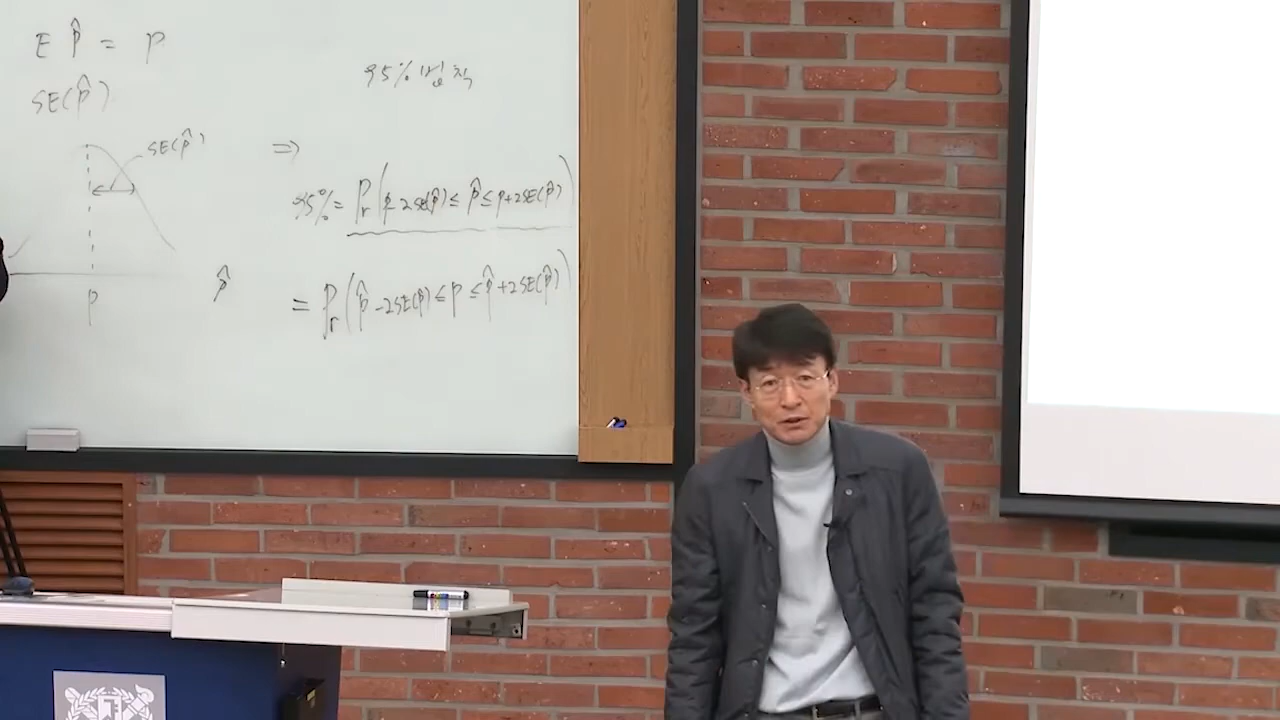 E p̂ = p
SE(p̂)
SE(p̂)
p
p̂
95% 법칙
⇒
95% = Pr(p - 2SE(p̂) ≤ p̂ ≤ p + 2SE(p̂))
= Pr(p̂ - 2SE(p̂) ≤ p ≤ p̂ + 2SE(p̂))